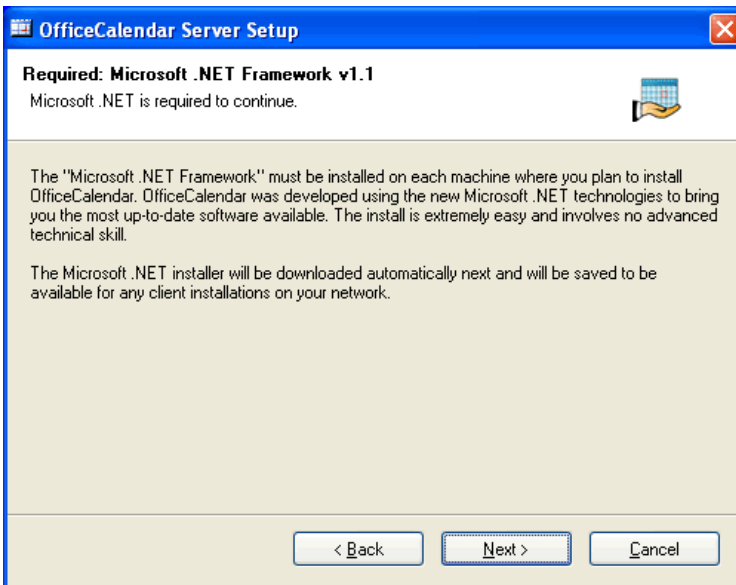 OfficeCalendar Server Setup
Required: Microsoft .NET Framework v1.1
Microsoft .NET is required to continue.
The "Microsoft .NET Framework" must be installed on each machine where you plan to install
OfficeCalendar. OfficeCalendar was developed using the new Microsoft .NET technologies to bring
you the most up-to-date software available. The install is extremely easy and involves no advanced
technical skill.
The Microsoft .NET installer will be downloaded automatically next and will be saved to be
available for any client installations on your network.
< Back Next > Cancel